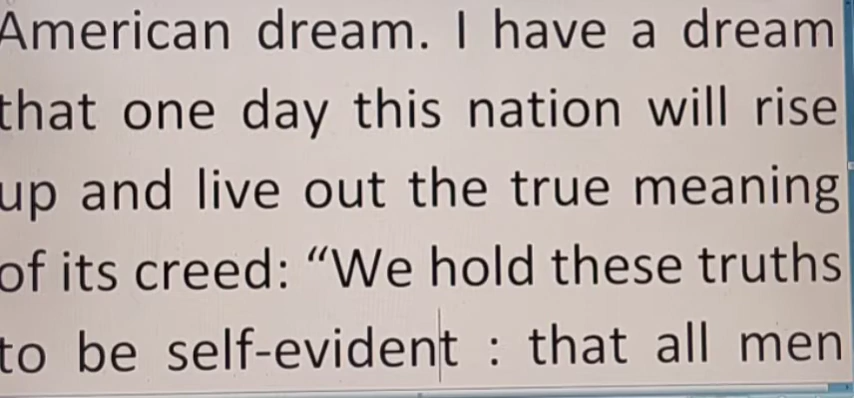 American dream. I have a dream
that one day this nation will rise
up and live out the true meaning
of its creed: “We hold these truths
to be self-evident : that all men